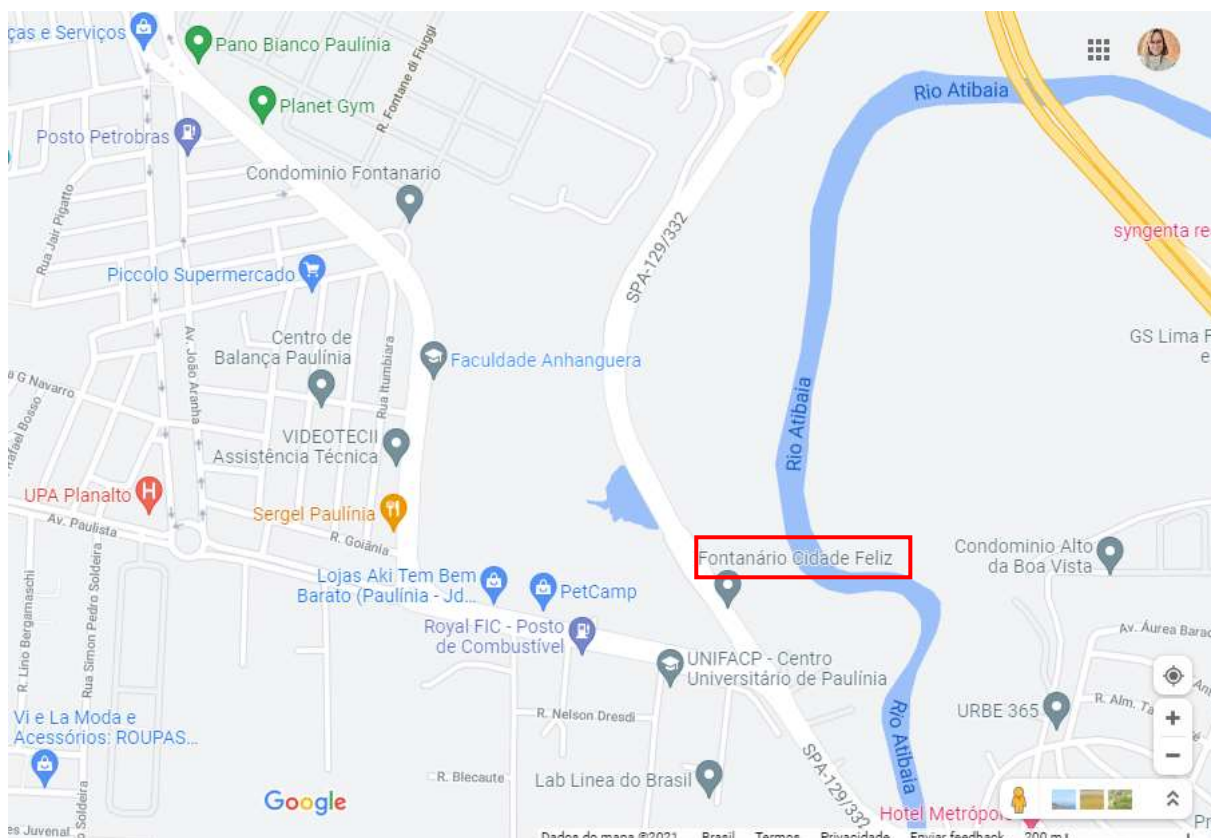 ças e Serviços
Pano Bianco Paulínia
R. Fontane di Fiuggi
Rio Atibaia
Planet Gym
Posto Petrobras
Condominio Fontanario
Rua Jair Pigatto
SPA-129/332
syngenta re
Piccolo Supermercado
Av. João Aranha
Centro de
Balança Paulínia
Rua Itumbiara
Faculdade Anhanguera
GS Lima F
e
a G Navarro
Rafael Bosso
Rio Atibaia
VIDEOTECII
Assistência Técnica
UPA Planalto
H
Sergel Paulínia
Av. Paulista
R. Goiânia
Fontanário Cidade Feliz
Condominio Alto
da Boa Vista
Lojas Aki Tem Bem
Barato (Paulínia - Jd...
PetCamp
Royal FIC - Posto
de Combustível
R. Lino Bergamaschi
Rua Simon Pedro Soldeira
Av. Áurea Barac
UNIFACP - Centro
Universitário de Paulínia
R. Nelson Dresdi
URBE 365
R. Alm. Ta
Vi e La Moda e
Acessórios: ROUPAS...
Rio Atibaia
SPA-129/332
R. Blecaute
Lab Linea do Brasil
Google
Hotel Metrópol
Pr
es Juvenal
Soldeira
Dados do mapa ©2021
Brasil
Termos
Privacidade
Enviar feedback
200 m